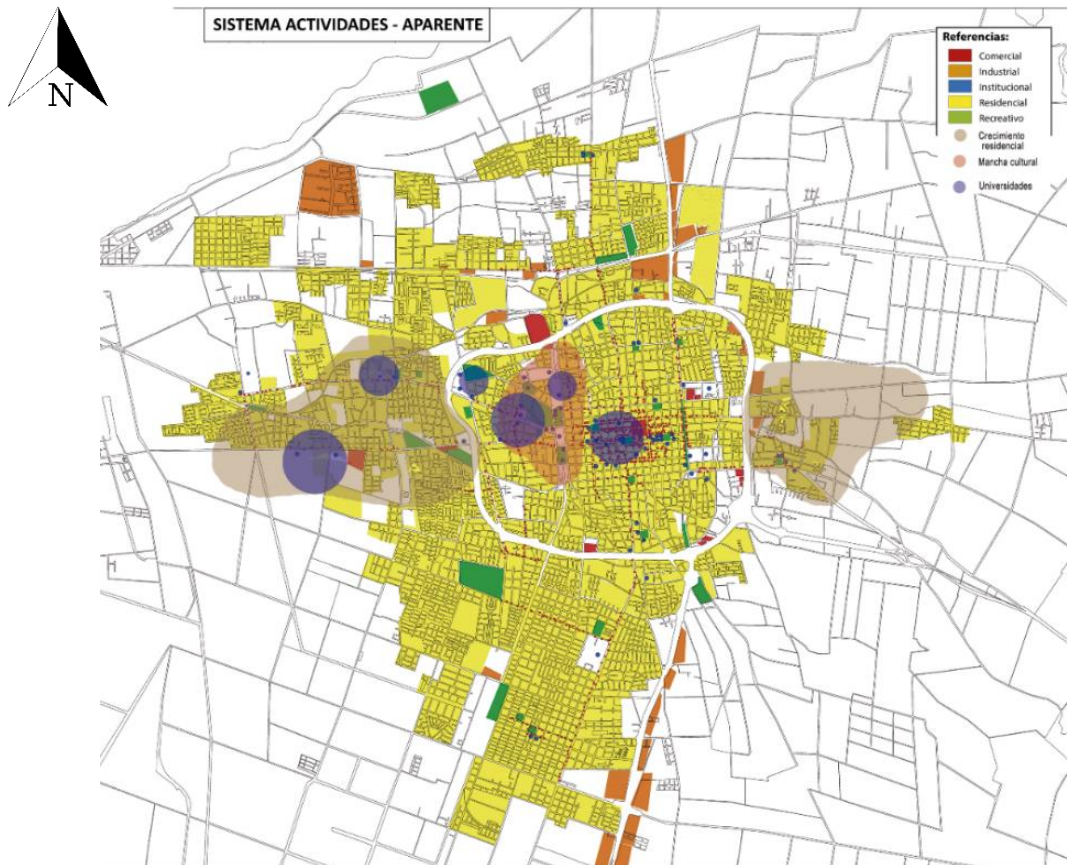 SISTEMA ACTIVIDADES - APARENTE
N
Referencias:
Comercial
Industrial
Institucional
Residencial
Recreativo
Crecimiento
residencial
Mancha cultural
Universidades